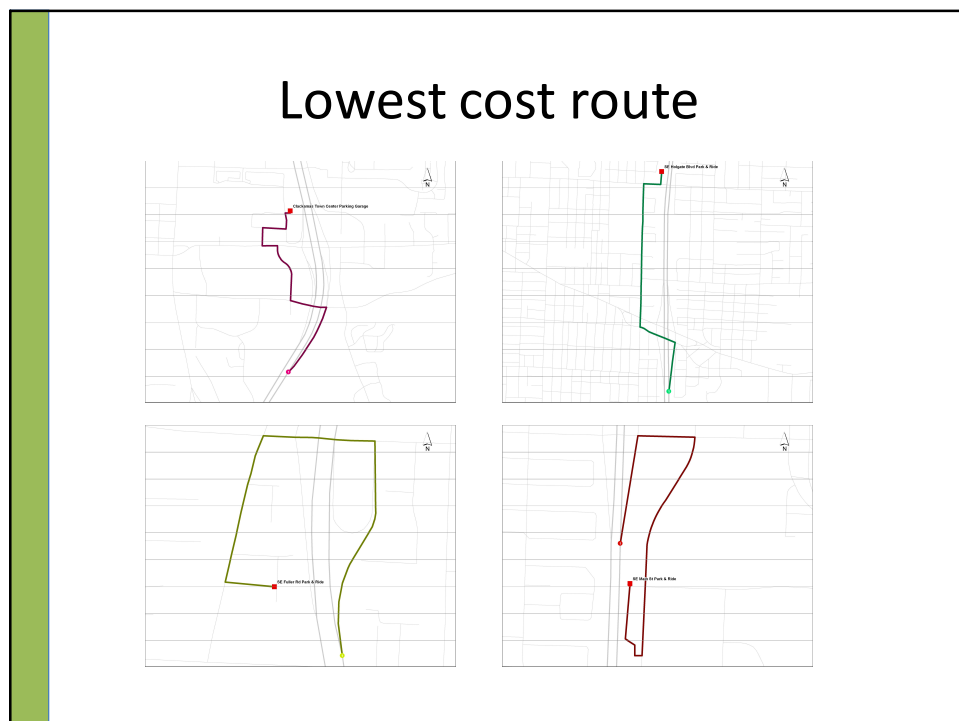 Lowest cost route
Clackamas Town Center Parking Garage
N
SE Holgate Blvd Park & Ride
N
SE Fuller Rd Park & Ride
N
SE Main St Park & Ride
N